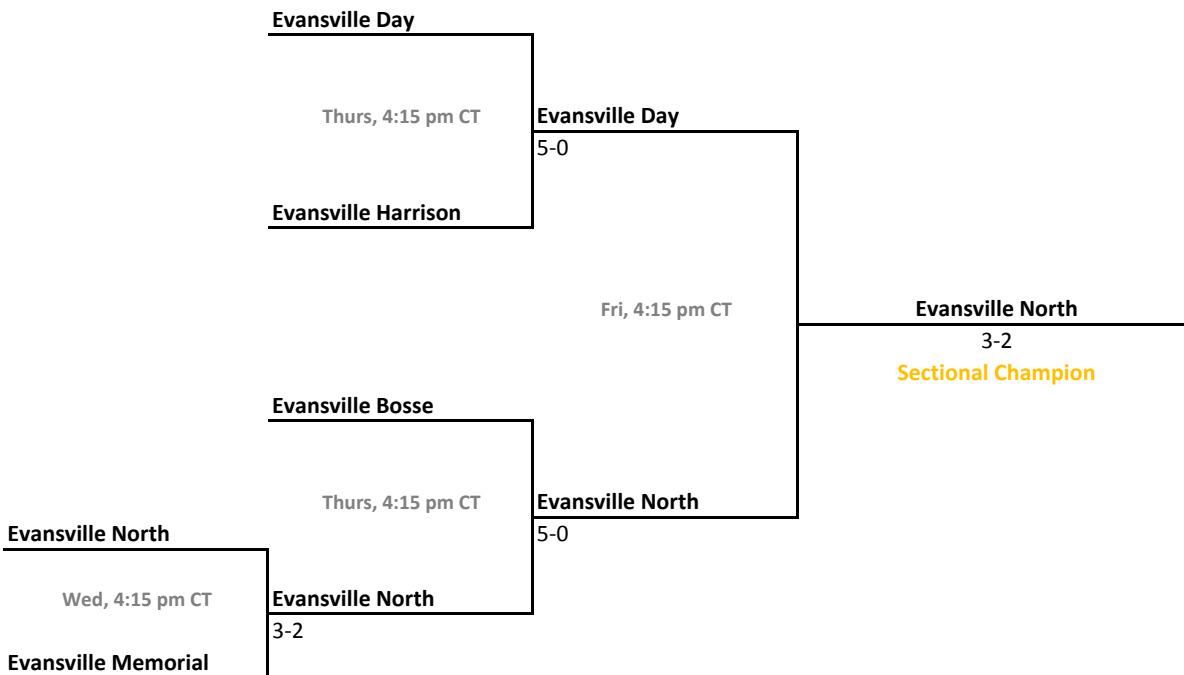 Evansville Day
Thurs, 4:15 pm CT
Evansville Day
5-0
Evansville Harrison
Fri, 4:15 pm CT
Evansville North
3-2
Sectional Champion
Evansville Bosse
Thurs, 4:15 pm CT
Evansville North
5-0
Evansville North
Wed, 4:15 pm CT
Evansville North
3-2
Evansville Memorial